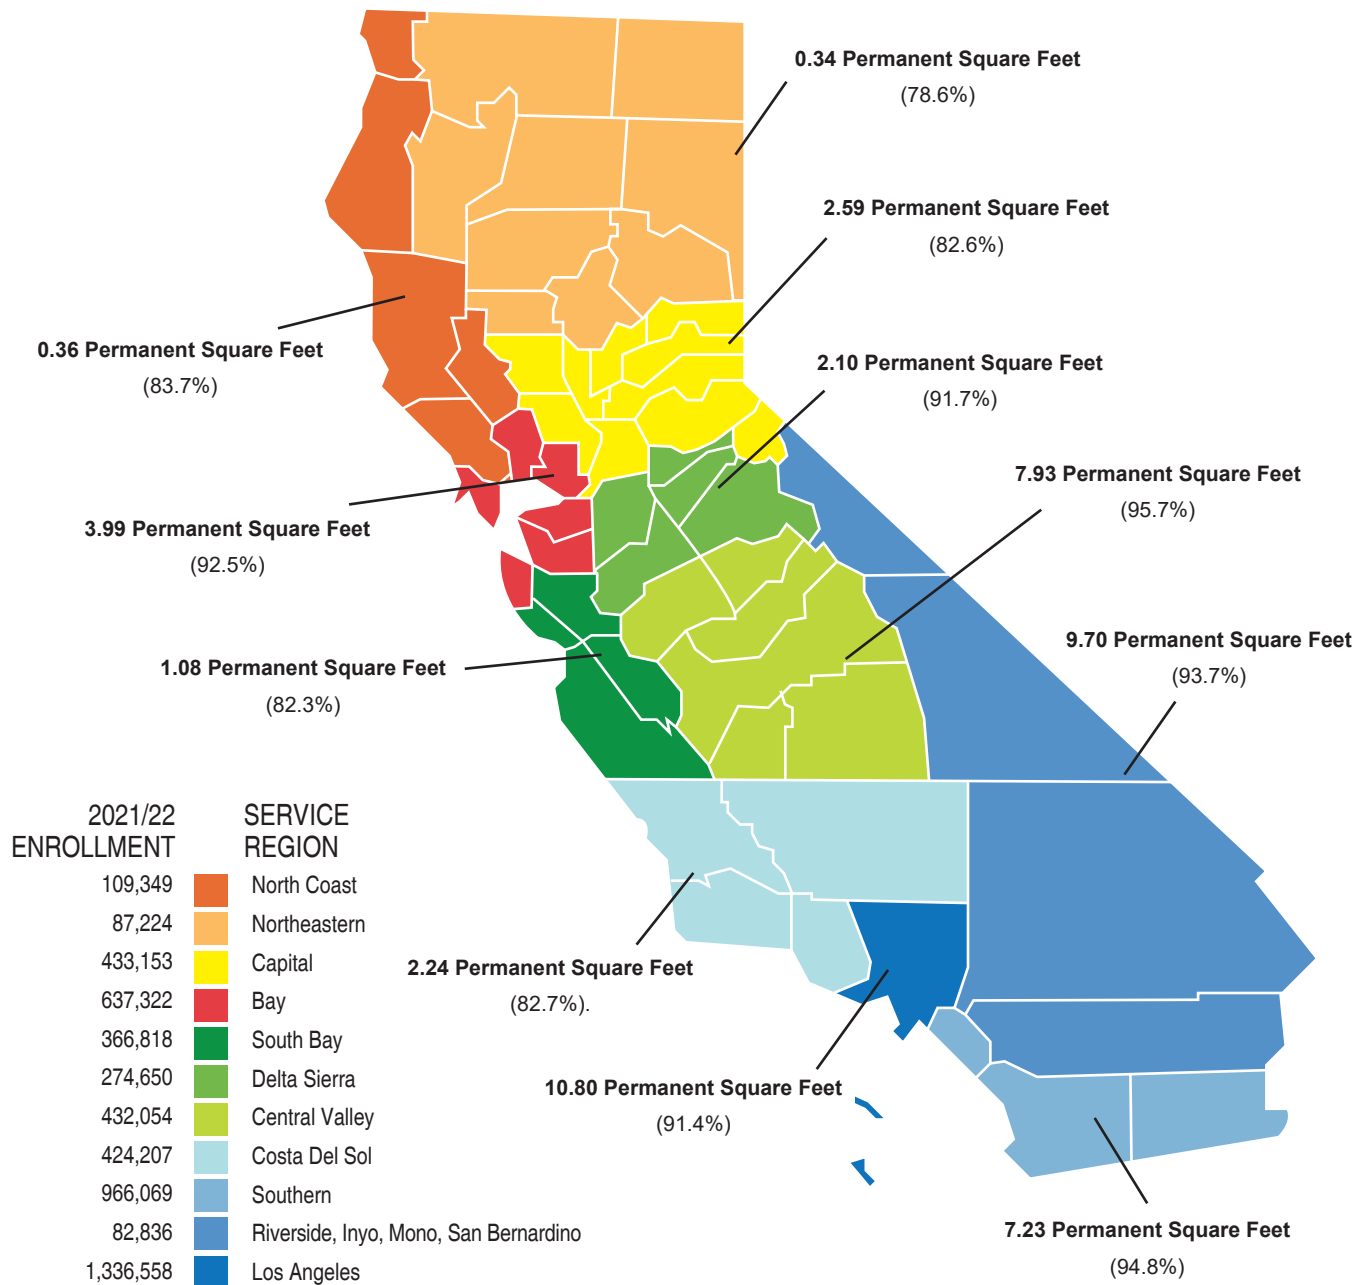 0.34 Permanent Square Feet
(78.6%)
2.59 Permanent Square Feet
(82.6%)
0.36 Permanent Square Feet
(83.7%)
2.10 Permanent Square Feet
(91.7%)
7.93 Permanent Square Feet
(95.7%)
3.99 Permanent Square Feet
(92.5%)
9.70 Permanent Square Feet
(93.7%)
1.08 Permanent Square Feet
(82.3%)
2.24 Permanent Square Feet
(82.7%).
10.80 Permanent Square Feet
(91.4%)
7.23 Permanent Square Feet
(94.8%)
2021/22 SERVICE
ENROLLMENT REGION
109,349 North Coast
87,224 Northeastern
433,153 Capital
637,322 Bay
366,818 South Bay
274,650 Delta Sierra
432,054 Central Valley
424,207 Costa Del Sol
966,069 Southern
82,836 Riverside, Inyo, Mono, San Bernardino
1,336,558 Los Angeles